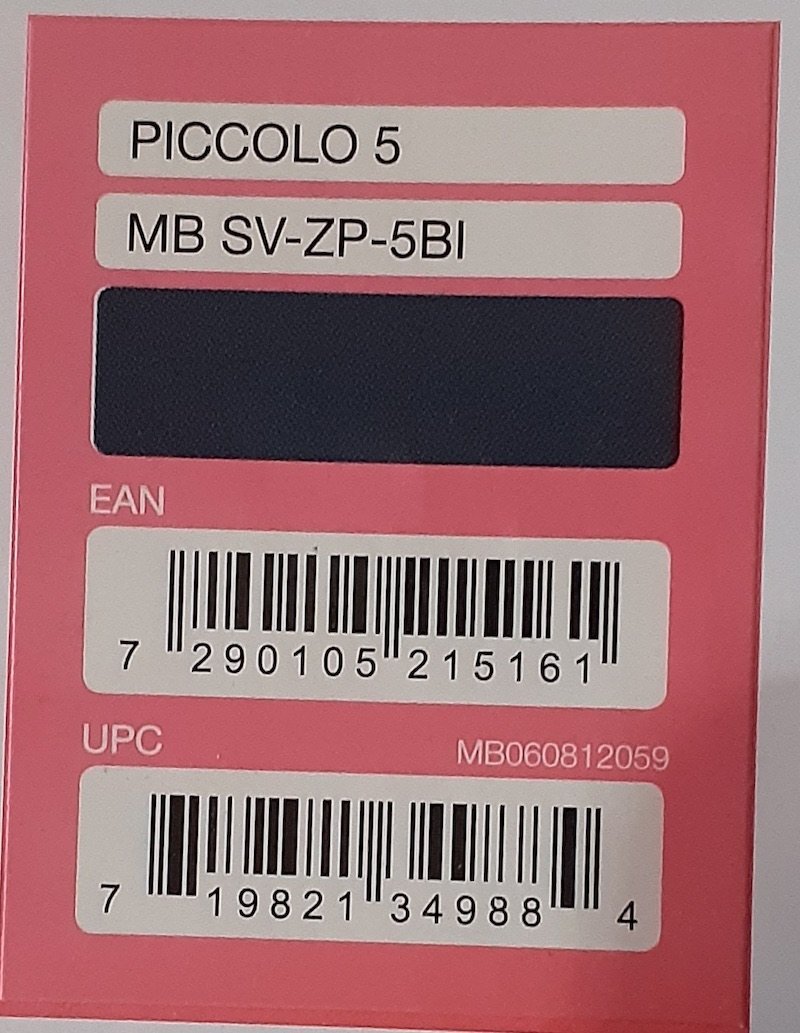 PICCOLO 5
MB SV-ZP-5BI
EAN
7 290105 215161
UPC
MB060812059
7 19821 34988 4